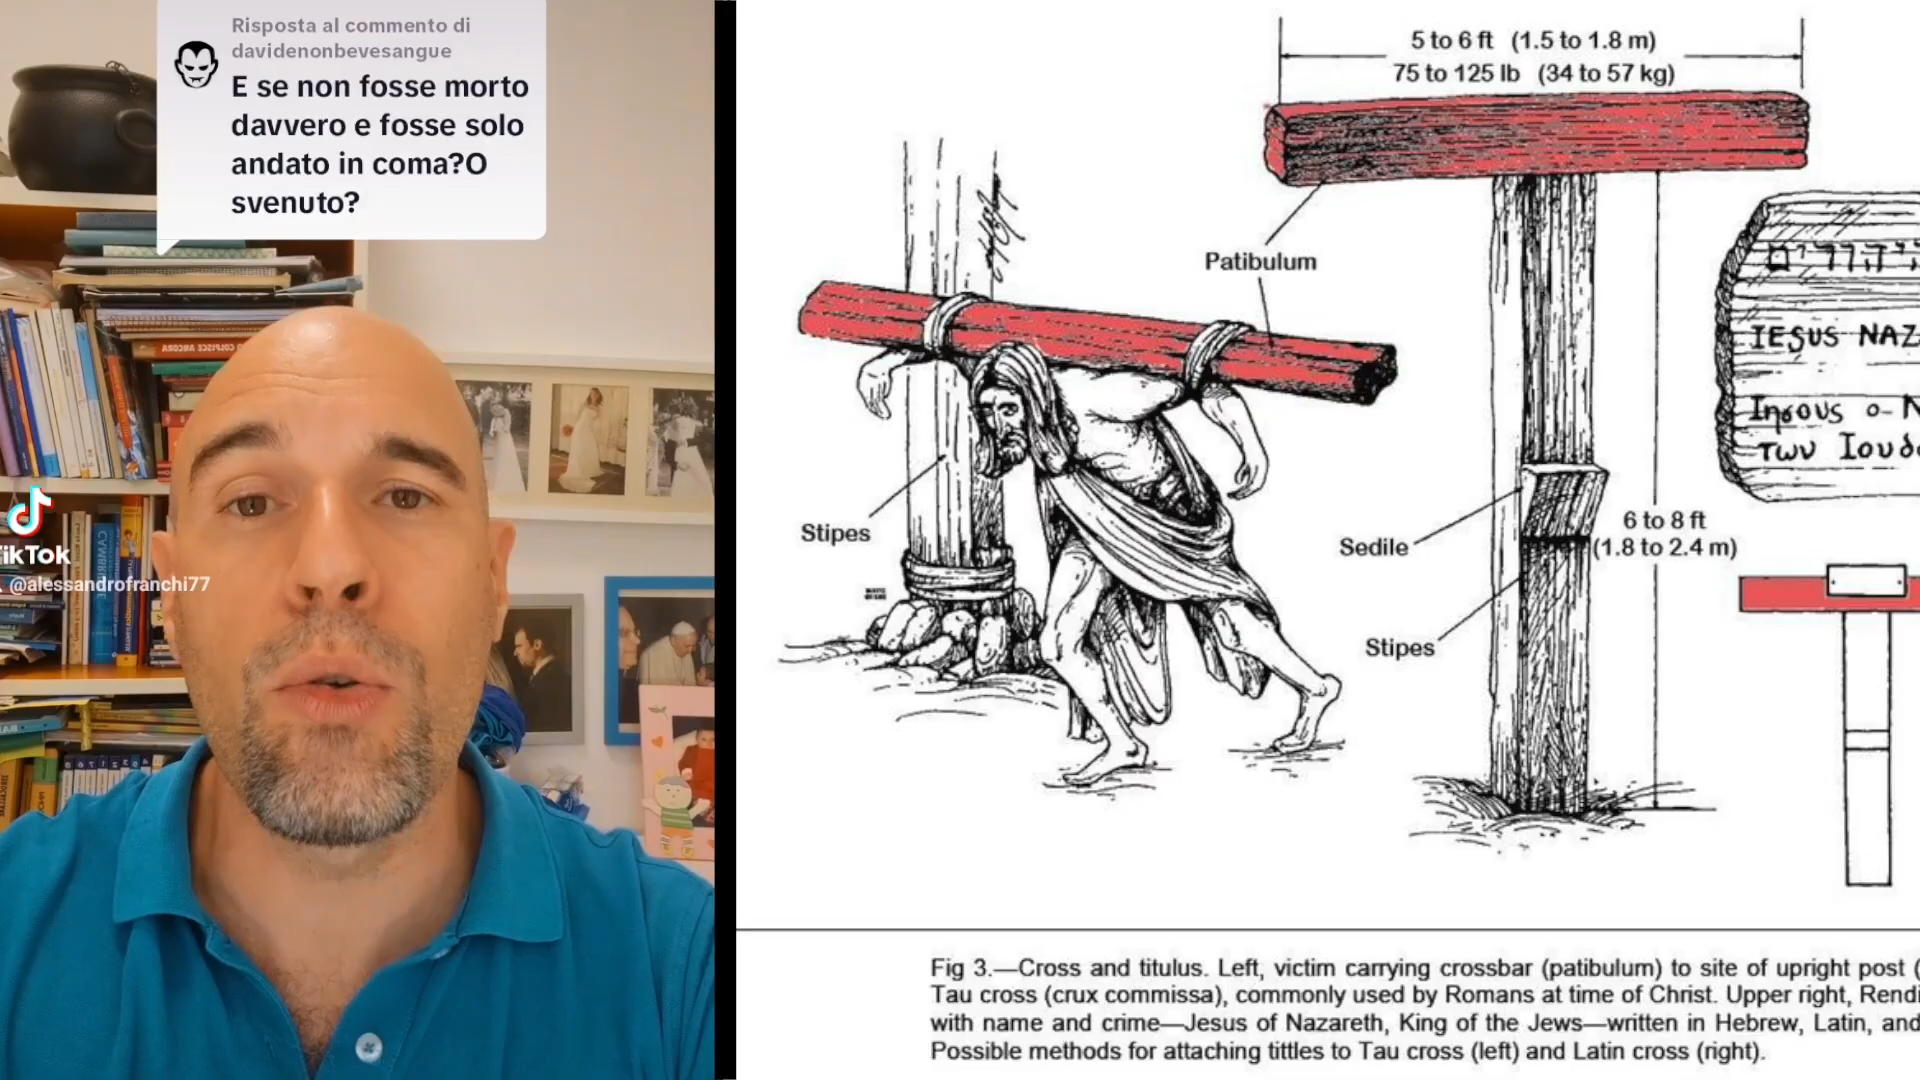 Risposta al commento di
davidenonbevesangue
E se non fosse morto
davvero e fosse solo
andato in coma?O
svenuto?
ikTok
@alessandrofranchi77
5 to 6 ft (1.5 to 1.8 m)
75 to 125 lb (34 to 57 kg)
Patibulum
Stipes
Sedile
6 to 8 ft
(1.8 to 2.4 m)
Stipes
IESUS NAZ
των Ιουδ
Fig 3.—Cross and titulus. Left, victim carrying crossbar (patibulum) to site of upright post (
Tau cross (crux commissa), commonly used by Romans at time of Christ. Upper right, Rendi
with name and crime—Jesus of Nazareth, King of the Jews—written in Hebrew, Latin, and
Possible methods for attaching tittles to Tau cross (left) and Latin cross (right).